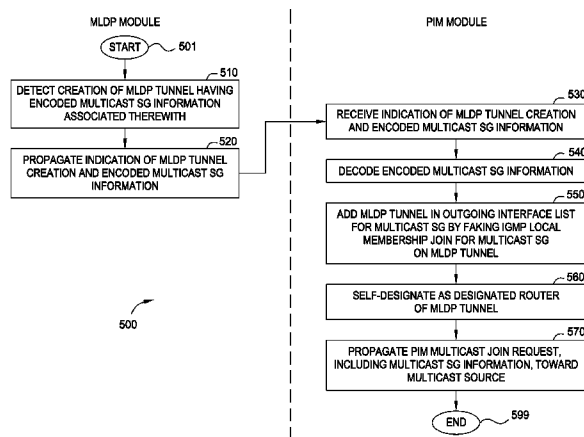 MLDP MODULE
PIM MODULE
START
501
510
DETECT CREATION OF MLDP TUNNEL HAVING
ENCODED MULTICAST SG INFORMATION
ASSOCIATED THEREWITH
520
PROPAGATE INDICATION OF MLDP TUNNEL
CREATION AND ENCODED MULTICAST SG
INFORMATION
500
530
RECEIVE INDICATION OF MLDP TUNNEL CREATION
AND ENCODED MULTICAST SG INFORMATION
540
DECODE ENCODED MULTICAST SG INFORMATION
550
ADD MLDP TUNNEL IN OUTGOING INTERFACE LIST
FOR MULTICAST SG BY FAKING IGMP LOCAL
MEMBERSHIP JOIN FOR MULTICAST SG
ON MLDP TUNNEL
560
SELF-DESIGNATE AS DESIGNATED ROUTER
OF MLDP TUNNEL
570
PROPAGATE PIM MULTICAST JOIN REQUEST,
INCLUDING MULTICAST SG INFORMATION, TOWARD
MULTICAST SOURCE
END
599